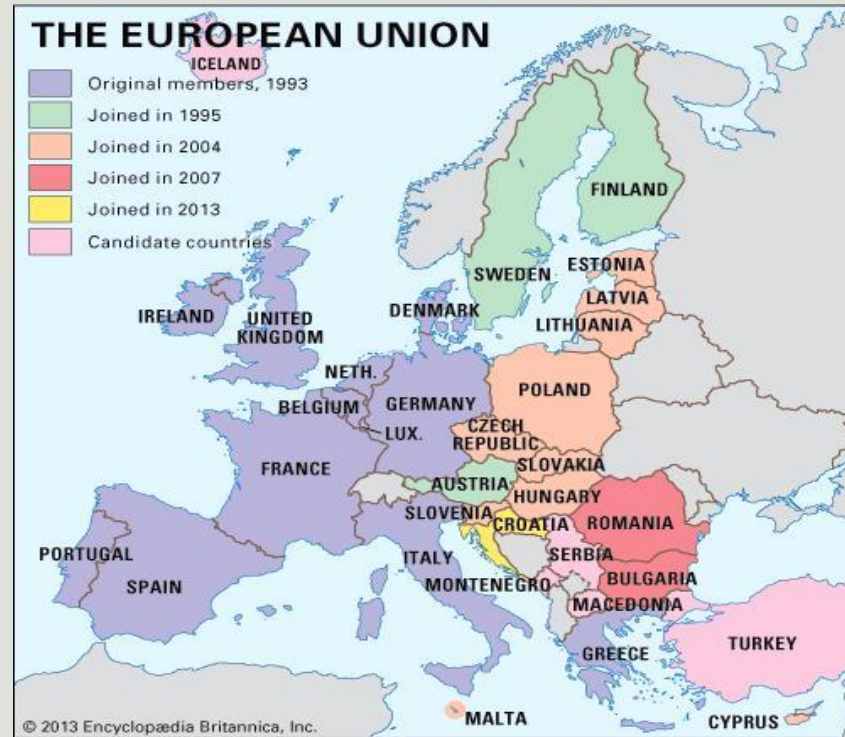 THE EUROPEAN UNION
ICELAND
Original members, 1993
Joined in 1995
Joined in 2004
Joined in 2007
Joined in 2013
Candidate countries
FINLAND
SWEDEN
ESTONIA
LATVIA
LITHUANIA
IRELAND
UNITED
KINGDOM
DENMARK
NETH.
BELGIUM
GERMANY
LUX.
POLAND
CZECH
REPUBLIC
SLOVAKIA
FRANCE
AUSTRIA
HUNGARY
SLOVENIA
CROATIA
ROMANIA
PORTUGAL
SPAIN
ITALY
SERBIA
MONTENEGRO
BULGARIA
MACEDONIA
GREECE
TURKEY
MALTA
CYPRUS
© 2013 Encyclopædia Britannica, Inc.